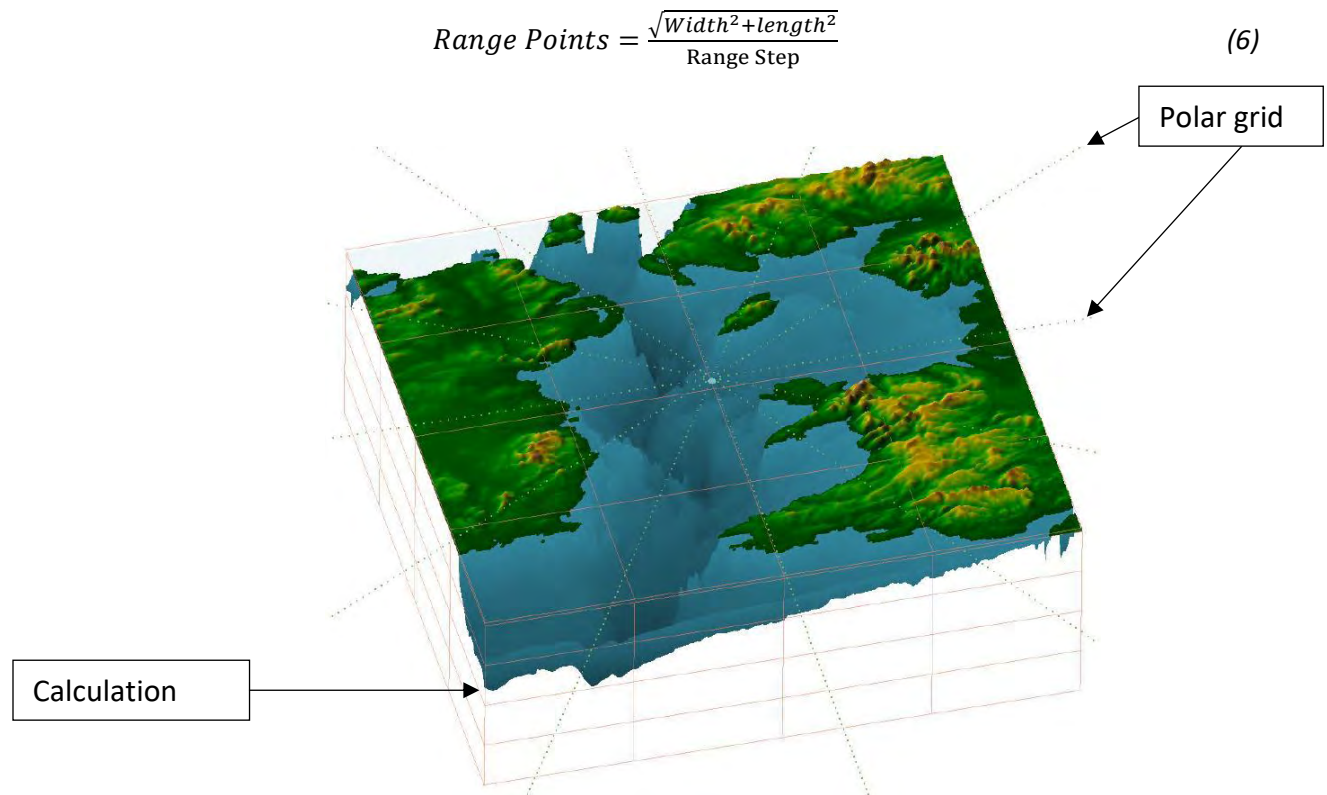 Range Points = √Width²+length² / Range Step (6)
Polar grid
Calculation